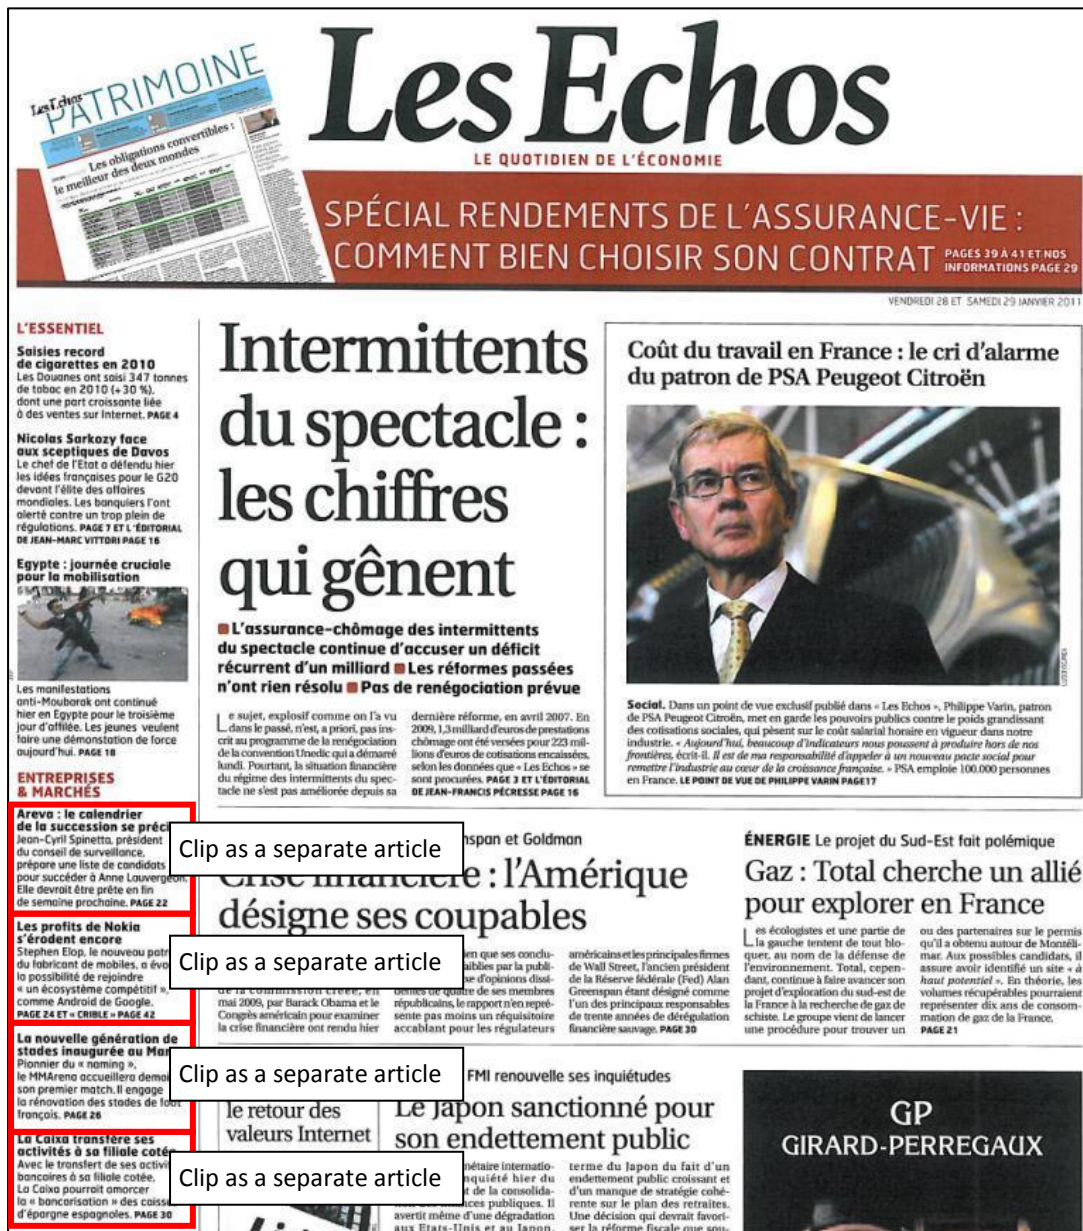 Les Echos
PATRIMOINE
Les obligations convertibles :
le meilleur des deux mondes
Les Echos
LE QUOTIDIEN DE L'ÉCONOMIE
SPÉCIAL RENDEMENTS DE L'ASSURANCE-VIE :
COMMENT BIEN CHOISIR SON CONTRAT PAGES 39 À 41 ET NOS
INFORMATIONS PAGE 29
VENDREDI 28 ET SAMEDI 29 JANVIER 2011
L'ESSENTIEL
Saisies record
de cigarettes en 2010
Les Douanes ont saisi 347 tonnes
de tabac en 2010 (+ 30 %),
dont une part croissante liée
à des ventes sur Internet. PAGE 4
Nicolas Sarkozy face
aux sceptiques de Davos
Le chef de l'Etat a défendu hier
les idées françaises pour le G20
devant l'élite des affaires
mondiales. Les banquiers l'ont
alerté contre un trop plein de
régulations. PAGE 7 ET L'ÉDITORIAL
DE JEAN-MARC VITTORI PAGE 16
Egypte : journée cruciale
pour la mobilisation
Les manifestations
anti-Moubarak ont continué
hier en Egypte pour le troisième
jour d'affilée. Les jeunes veulent
faire une démonstation de force
aujourd'hui. PAGE 18
ENTREPRISES
& MARCHÉS
Areva : le calendrier
de la succession se préci
Jean-Cyril Spinetta, président
du conseil de surveillance,
prépare une liste de candidats
pour succéder à Anne Lauvergeon.
Elle devrait être prête en fin
de semaine prochaine. PAGE 22
Clip as a separate article
Les profits de Nokia
s'érodent encore
Stephen Elop, le nouveau patr
du fabricant de mobiles, a évo
la possibilité de rejoindre
« un écosystème compétitif »,
comme Android de Google.
PAGE 24 ET « CRIBLE » PAGE 42
Clip as a separate article
La nouvelle génération de
stades inaugurée au Man
Pionnier du « naming »,
le MMArena accueillera demai
son premier match. Il engage
la rénovation des stades de foot
français. PAGE 26
Clip as a separate article
La Caixa transfère ses
activités à sa filiale cotée
Avec le transfert de ses activi
bancaires à sa filiale cotée,
La Caixa pourrait amorcer
la « bancarisation » des caisse
d'épargne espagnoles. PAGE 30
Clip as a separate article
Intermittents
du spectacle :
les chiffres
qui gênent
L'assurance-chômage des intermittents
du spectacle continue d'accuser un déficit
récurrent d'un milliard Les réformes passées
n'ont rien résolu Pas de renégociation prévue
Le sujet, explosif comme on l'a vu
dans le passé, n'est, a priori, pas ins-
crit au programme de la renégociation
de la convention Unedic qui a démarré
lundi. Pourtant, la situation financière
du régime des intermittents du spec-
tacle ne s'est pas améliorée depuis sa
dernière réforme, en avril 2007. En
2009, 1,3 milliard d'euros de prestations
chômage ont été versées pour 223 mil-
lions d'euros de cotisations encaissées,
selon les données que « Les Echos » se
sont procurées. PAGE 3 ET L'ÉDITORIAL
DE JEAN-FRANCIS PÉCRESSE PAGE 16
Coût du travail en France : le cri d'alarme
du patron de PSA Peugeot Citroën
Social. Dans un point de vue exclusif publié dans « Les Echos », Philippe Varin, patron
de PSA Peugeot Citroën, met en garde les pouvoirs publics contre le poids grandissant
des cotisations sociales, qui pèsent sur le coût salarial horaire en vigueur dans notre
industrie. « Aujourd'hui, beaucoup d'indicateurs nous poussent à produire hors de nos
frontières, écrit-il. Il est de ma responsabilité d'appeler à un nouveau pacte social pour
remettre l'industrie au cœur de la croissance française. » PSA emploie 100.000 personnes
en France. LE POINT DE VUE DE PHILIPPE VARIN PAGE17
nspan et Goldman
Crise financière : l'Amérique
désigne ses coupables
de la commission créée, en
mai 2009, par Barack Obama et le
Congrès américain pour examiner
la crise financière ont rendu hier
en que ses conclu-
aiblies par la publi-
se d'opinions dissi-
dentes de quatre de ses membres
républicains, le rapport n'en repré-
sente pas moins un réquisitoire
accablant pour les régulateurs
américains et les principales firmes
de Wall Street, l'ancien président
de la Réserve fédérale (Fed) Alan
Greenspan étant désigné comme
l'un des principaux responsables
de trente années de dérégulation
financière sauvage. PAGE 30
ÉNERGIE Le projet du Sud-Est fait polémique
Gaz : Total cherche un allié
pour explorer en France
Les écologistes et une partie de
la gauche tentent de tout blo-
quer, au nom de la défense de
l'environnement. Total, cepen-
dant, continue à faire avancer son
projet d'exploration du sud-est de
la France à la recherche de gaz de
schiste. Le groupe vient de lancer
une procédure pour trouver un
ou des partenaires sur le permis
qu'il a obtenu autour de Montéli-
mar. Aux possibles candidats, il
assure avoir identifié un site « à
haut potentiel ». En théorie, les
volumes récupérables pourraient
représenter dix ans de consom-
mation de gaz de la France.
PAGE 21
le retour des
valeurs Internet
FMI renouvelle ses inquiétudes
Le Japon sanctionné pour
son endettement public
nétaire internatio-
nquiété hier du
t de la consolida-
nces publiques. Il
avertit même d'une dégradation
aux Etats-Unis et au Japon,
terme du Japon du fait d'un
endettement public croissant et
d'un manque de stratégie cohé-
rente sur le plan des retraites.
Une décision qui devrait favori-
ser la réforme fiscale que sou-
GP
GIRARD-PERREGAUX